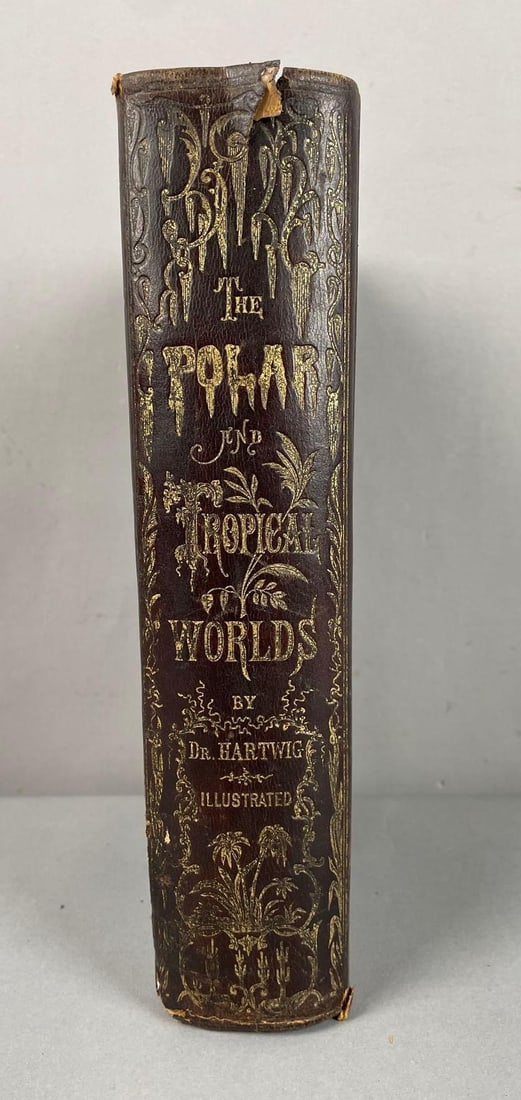 The
POLAR
AND
TROPICAL
WORLDS
BY
DR. HARTWIG
ILLUSTRATED